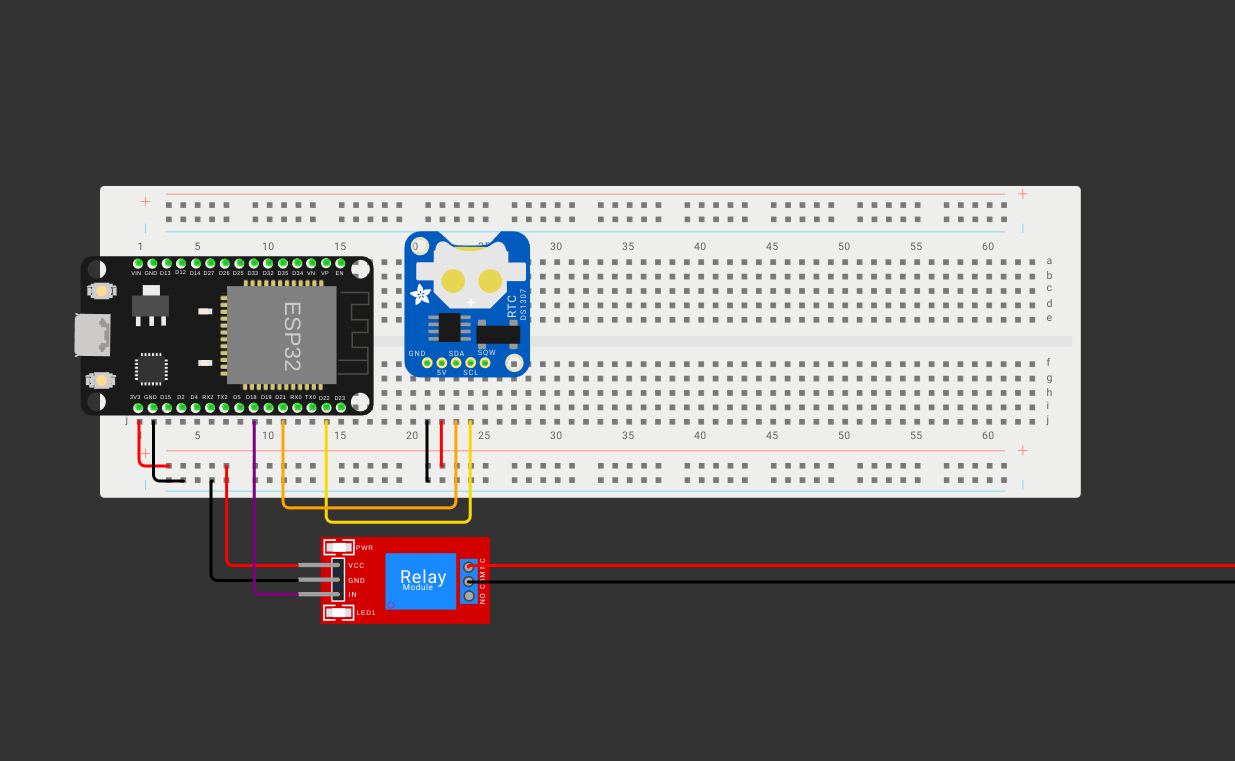 +
+
1 5 10 15 20 25 30 35 40 45 50 55 60
VIN GND D13 D12 D14 D27 D26 D25 D33 D32 D35 D34 VN VP EN
a
b
c
d
e
ESP32
RTC
DS1307
GND SDA SQW
5V SCL
f
g
h
i
j
3V3 GND D15 D2 D4 RX2 TX2 D5 D18 D19 D21 RX0 TX0 D22 D23
j
5 10 15 20 25 30 35 40 45 50 55 60
+
+
PWR
VCC
GND
IN
LED1
Relay
Module
NO